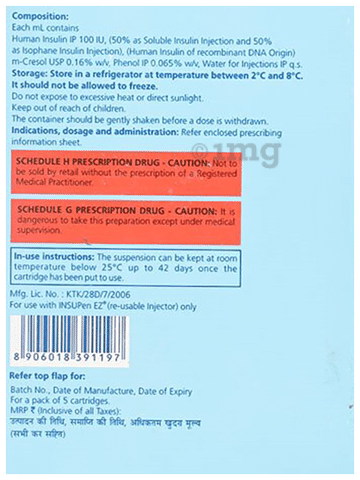 Composition:
Each mL contains
Human Insulin IP 100 IU, (50% as Soluble Insulin Injection and 50%
as Isophane Insulin Injection), (Human Insulin of recombinant DNA Origin)
m-Cresol USP 0.16% w/v, Phenol IP 0.065% w/v, Water for Injections IP q.s.
Storage: Store in a refrigerator at temperature between 2°C and 8°C.
It should not be allowed to freeze.
Do not expose to excessive heat or direct sunlight.
Keep out of reach of children.
The container should be gently shaken before a dose is withdrawn.
Indications, dosage and administration: Refer enclosed prescribing
information sheet.
1mg
SCHEDULE H PRESCRIPTION DRUG - CAUTION: Not to
be sold by retail without the prescription of a Registered
Medical Practitioner.
SCHEDULE G PRESCRIPTION DRUG - CAUTION: It is
dangerous to take this preparation except under medical
supervision.
In-use instructions: The suspension can be kept at room
temperature below 25°C up to 42 days once the
cartridge has been put to use.
Mfg. Lic. No.: KTK/28D/7/2006
For use with INSUPen EZ® (re-usable Injector) only
8 906018 391197
Refer top flap for:
Batch No., Date of Manufacture, Date of Expiry
For a pack of 5 cartridges.
MRP ₹ (Inclusive of all Taxes):
उत्पादन की तिथि, समाप्ति की तिथि, अधिकतम खुदरा मूल्य
(सभी कर सहित)